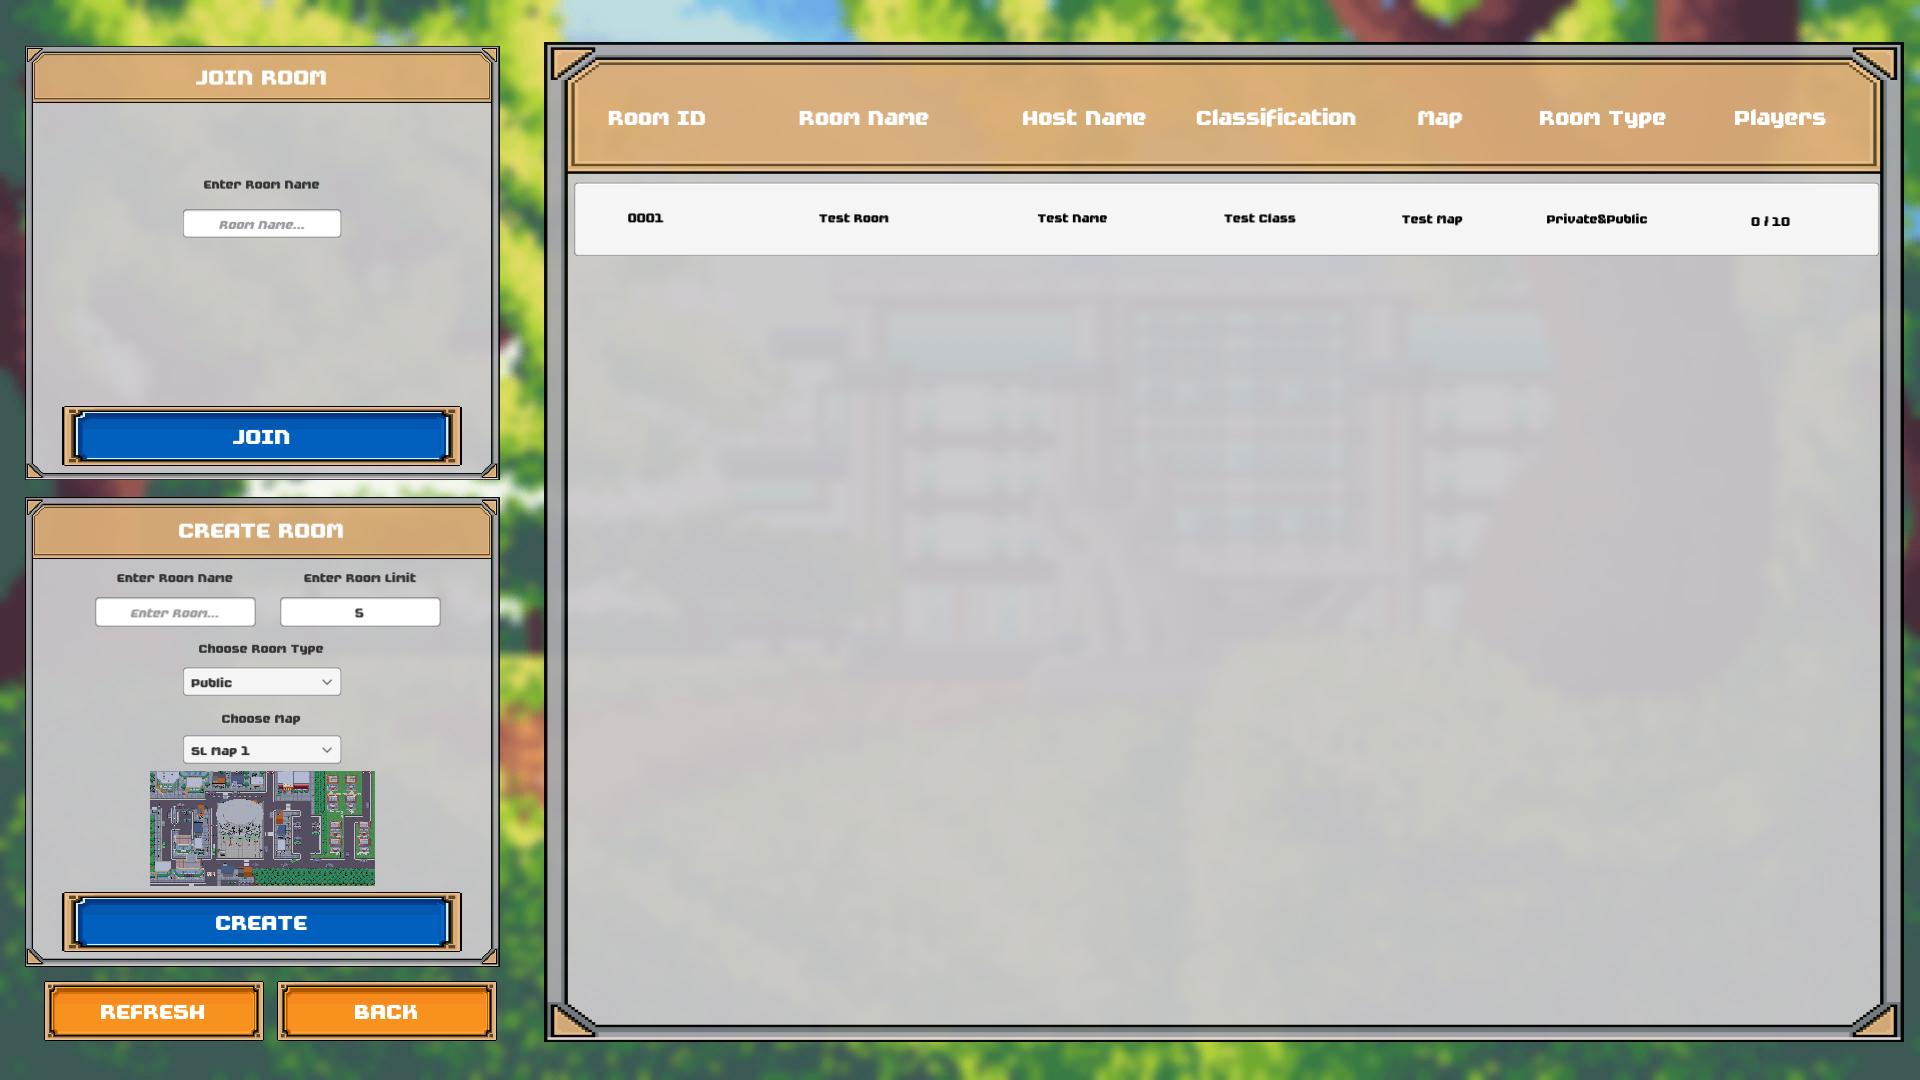 JOIN ROOM
Enter Room Name
Room Name...
JOIN
CREATE ROOM
Enter Room Name Enter Room Limit
Enter Room... 5
Choose Room Type
Public
Choose Map
SL Map 1
CREATE
REFRESH BACK
Room ID Room Name Host Name Classification Map Room Type Players
0001 Test Room Test Name Test Class Test Map Private&Public 0 / 10